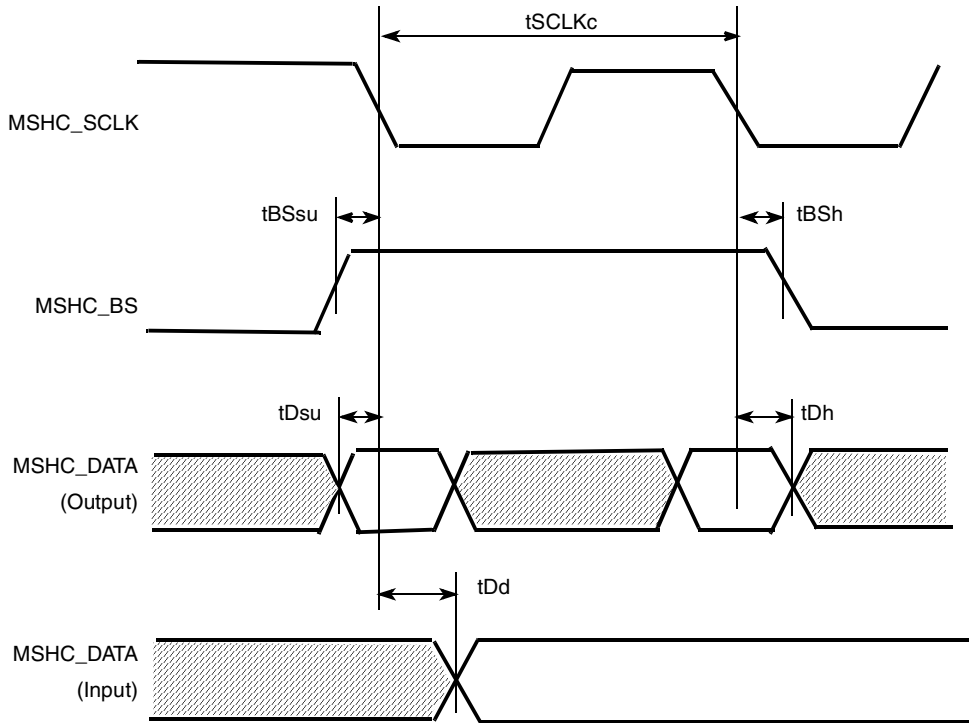 tSCLKc
MSHC_SCLK
tBSsu
tBSh
MSHC_BS
tDsu
tDh
MSHC_DATA
(Output)
tDd
MSHC_DATA
(Input)